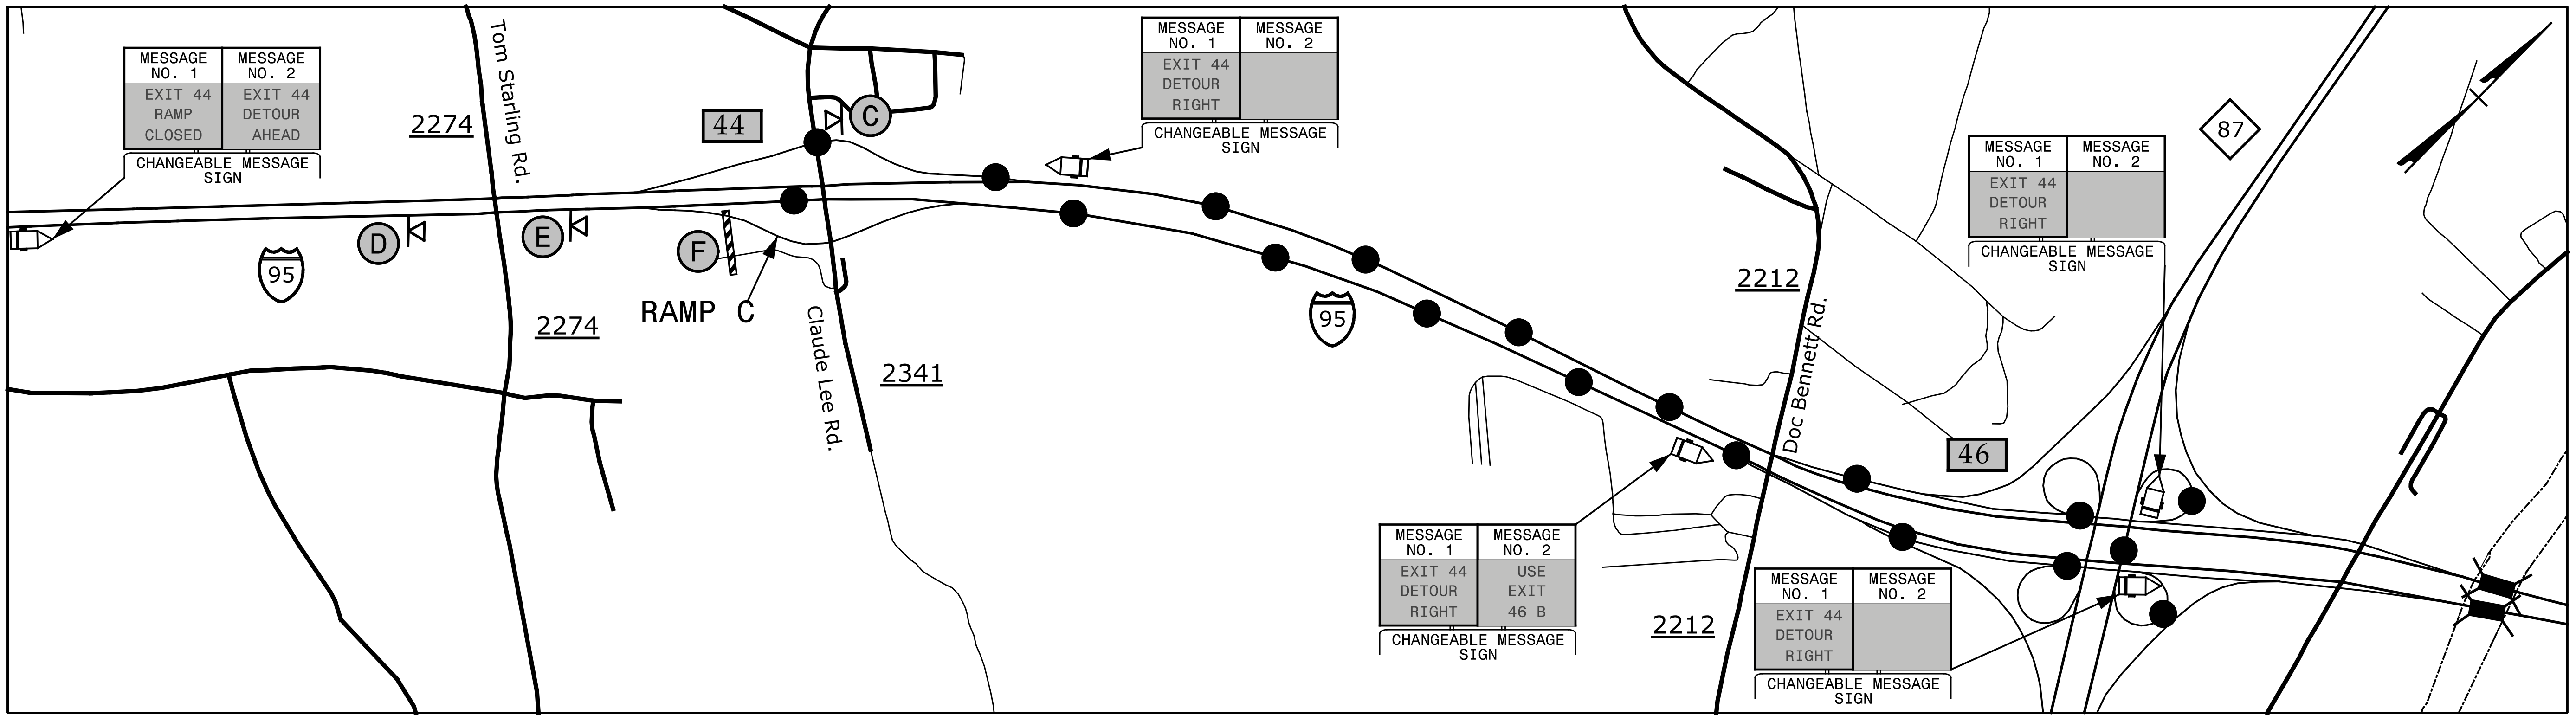 MESSAGE
NO. 1
MESSAGE
NO. 2
EXIT 44
RAMP
CLOSED
EXIT 44
DETOUR
AHEAD
CHANGEABLE MESSAGE
SIGN
2274
Tom Starling Rd.
44
C
MESSAGE
NO. 1
MESSAGE
NO. 2
EXIT 44
DETOUR
RIGHT
CHANGEABLE MESSAGE
SIGN
87
MESSAGE
NO. 1
MESSAGE
NO. 2
EXIT 44
DETOUR
RIGHT
CHANGEABLE MESSAGE
SIGN
D
E
F
95
RAMP C
2274
Claude Lee Rd.
2341
95
2212
Doc Bennett Rd.
46
MESSAGE
NO. 1
MESSAGE
NO. 2
EXIT 44
DETOUR
RIGHT
USE
EXIT
46 B
CHANGEABLE MESSAGE
SIGN
2212
MESSAGE
NO. 1
MESSAGE
NO. 2
EXIT 44
DETOUR
RIGHT
CHANGEABLE MESSAGE
SIGN